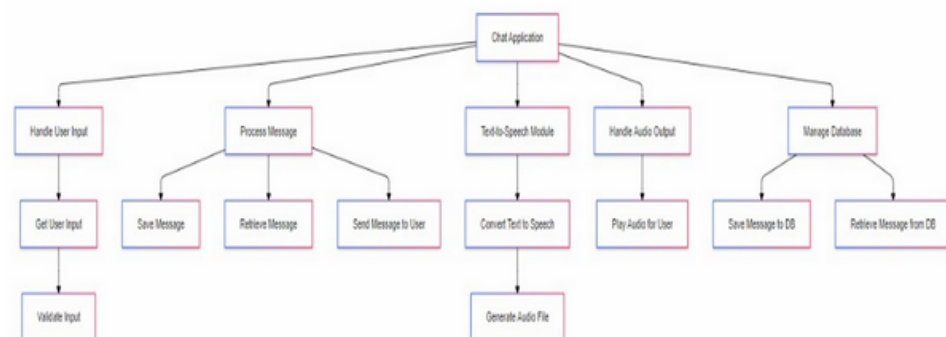 Chat Application
Handle User Input
Process Message
Text-to-Speech Module
Handle Audio Output
Manage Database
Get User Input
Save Message
Retrieve Message
Send Message to User
Convert Text to Speech
Play Audio for User
Save Message to DB
Retrieve Message from DB
Validate Input
Generate Audio File